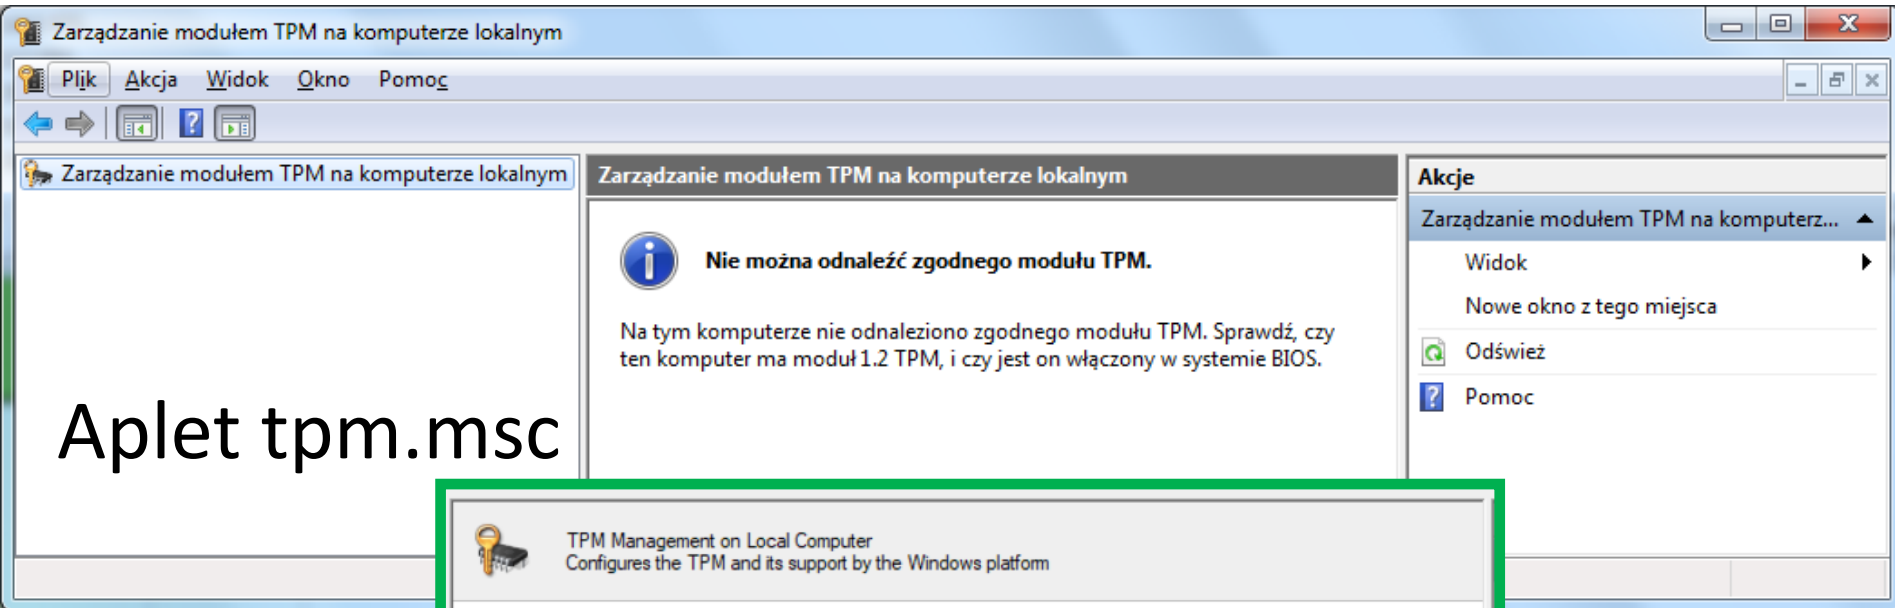 Zarządzanie modułem TPM na komputerze lokalnym
Plik Akcja Widok Okno Pomoc
Zarządzanie modułem TPM na komputerze lokalnym
Zarządzanie modułem TPM na komputerze lokalnym
Nie można odnaleźć zgodnego modułu TPM.
Na tym komputerze nie odnaleziono zgodnego modułu TPM. Sprawdź, czy
ten komputer ma moduł 1.2 TPM, i czy jest on włączony w systemie BIOS.
Akcje
Zarządzanie modułem TPM na komputerz...
Widok
Nowe okno z tego miejsca
Odśwież
Pomoc
Aplet tpm.msc
TPM Management on Local Computer
Configures the TPM and its support by the Windows platform